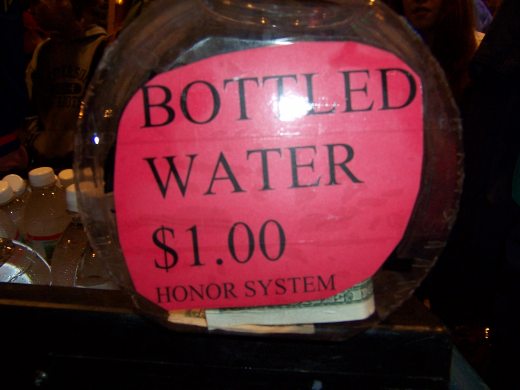 BOTTLED
WATER
$1.00
HONOR SYSTEM